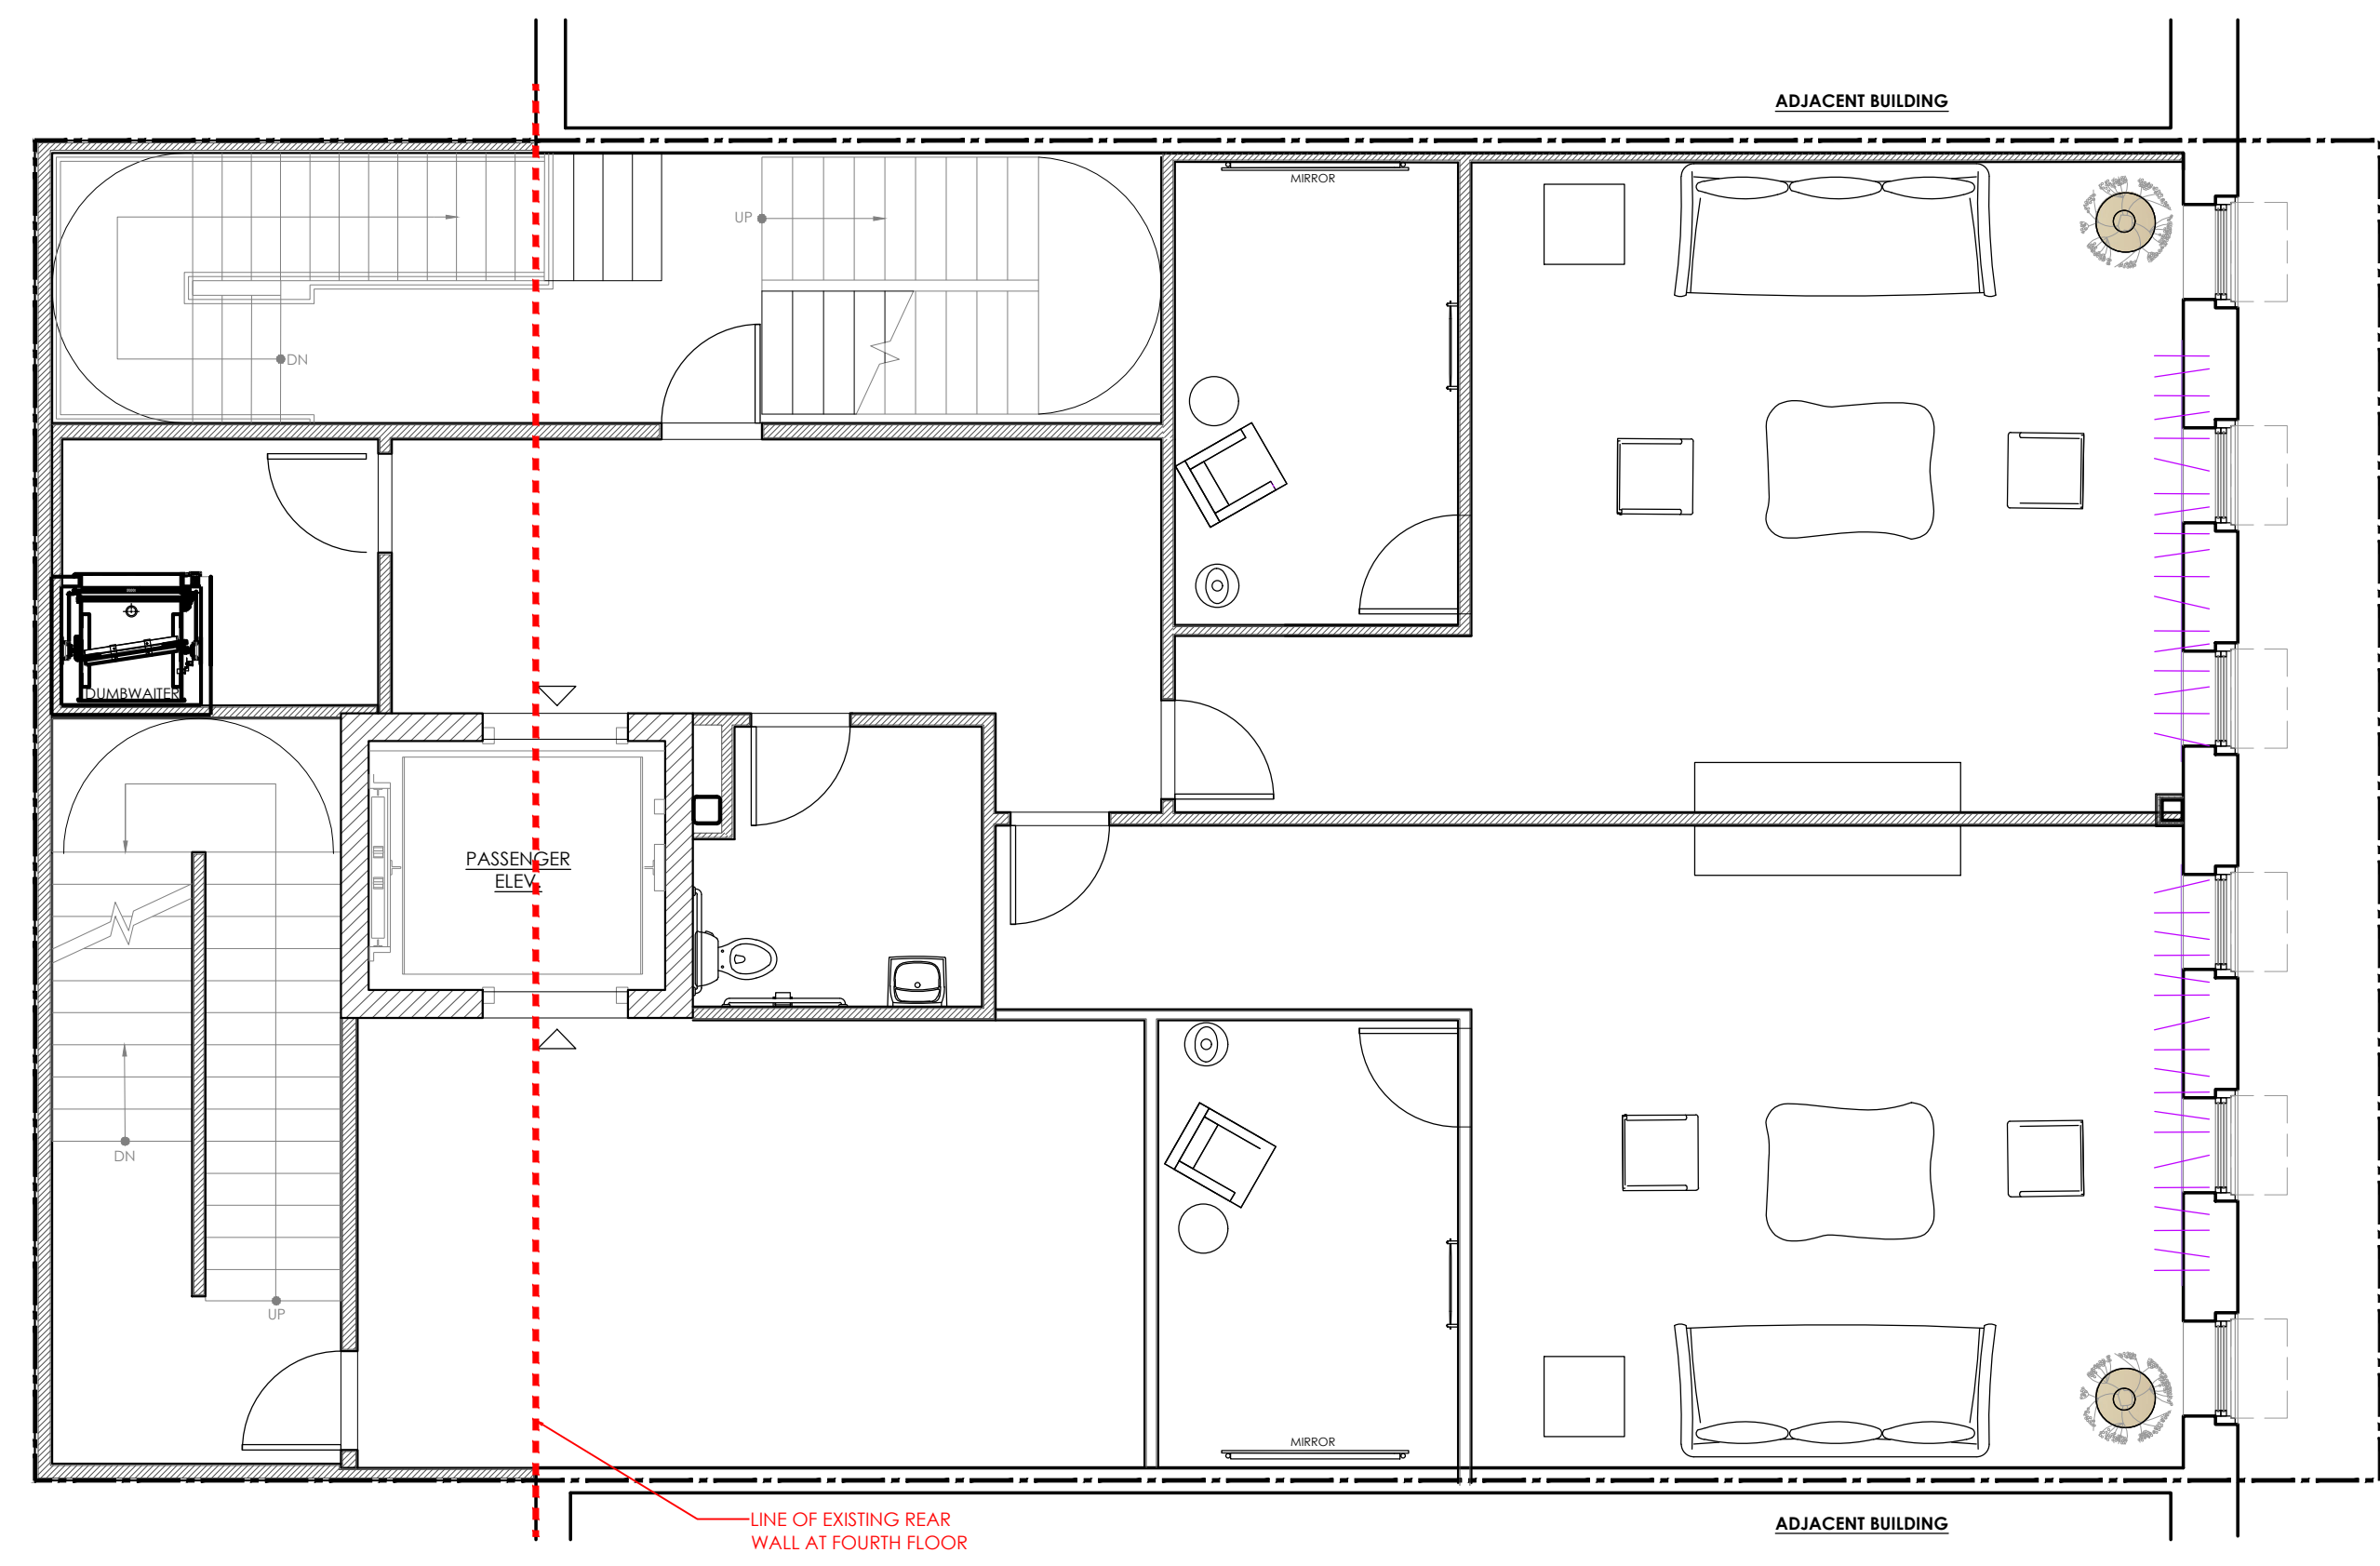 ADJACENT BUILDING
MIRROR
UP
DN
DUMBWAITER
PASSENGER
ELEV.
DN
UP
MIRROR
LINE OF EXISTING REAR
WALL AT FOURTH FLOOR
ADJACENT BUILDING